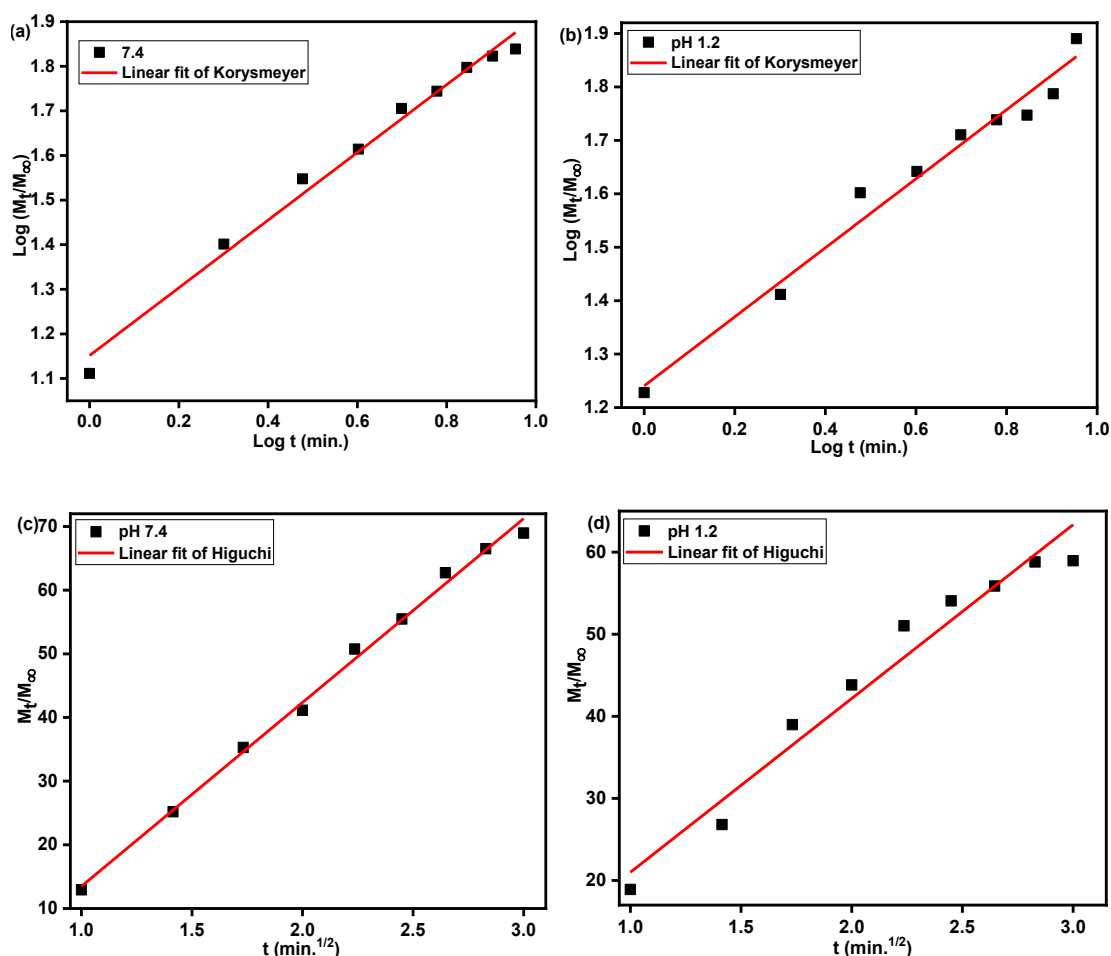 (a)
7.4
Linear fit of Korysmeyer
1.9
1.8
1.7
1.6
1.5
1.4
1.3
1.2
1.1
Log (Mt/M∞)
0.0 0.2 0.4 0.6 0.8 1.0
Log t (min.)
(b)
pH 1.2
Linear fit of Korysmeyer
1.9
1.8
1.7
1.6
1.5
1.4
1.3
1.2
Log (Mt/M∞)
0.0 0.2 0.4 0.6 0.8 1.0
Log t (min.)
(c)
pH 7.4
Linear fit of Higuchi
70
60
50
40
30
20
10
Mt/M∞
1.0 1.5 2.0 2.5 3.0
t (min.1/2)
(d)
pH 1.2
Linear fit of Higuchi
60
50
40
30
20
Mt/M∞
1.0 1.5 2.0 2.5 3.0
t (min.1/2)